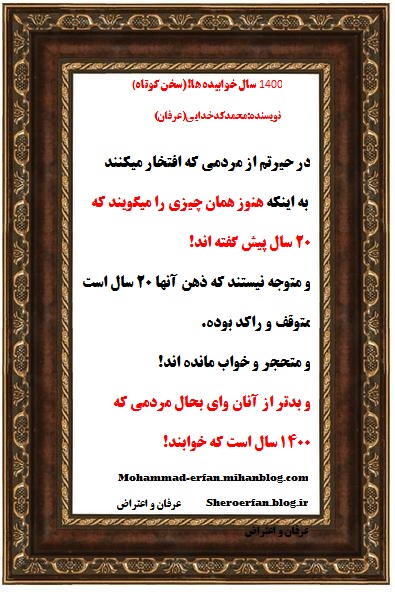 1400 سال خوابیده ها!(سخن کوتاه)
نویسنده:محمدکدخدایی(عرفان)
در حیرتم از مردمی که افتخار میکنند
به اینکه هنوز همان چیزی را میگویند که
۲۰ سال پیش گفته اند!
و متوجه نیستند که ذهن آنها ۲۰ سال است
متوقف و راکد بوده.
و متحجر و خواب مانده اند!
و بدتر از آنان وای بحال مردمی که
۱۴۰۰ سال است که خوابند!
Mohammad-erfan.mihanblog.com
عرفان و اعتراض Sheroerfan.blog.ir
عرفان و اعتراض